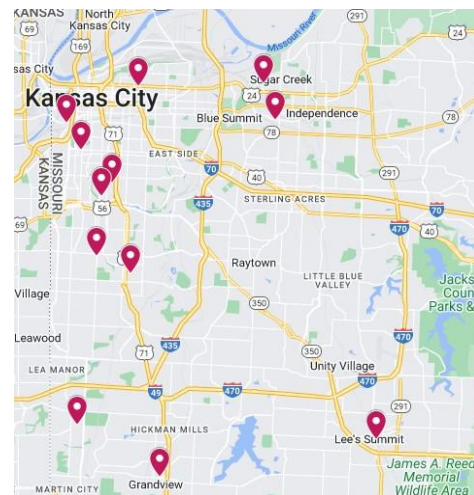 KANSAS
North
Kansas City
Missouri River
291
69
169
sas City
Sugar Creek
24
24
Kansas City
Blue Summit
Independence
71
78
78
EAST SIDE
MISSOURI
KANSAS
70
40
291
435
STERLING ACRES
56
70
69
470
40
Raytown
LITTLE BLUE
VALLEY
Village
Jacks
Coun
Parks &
350
Leawood
71
435
350
470
LEA MANOR
Unity Village
470
49
470
291
HICKMAN MILLS
Lee's Summit
James A. Reed
Memorial
Wildlife Area
Grandview
MARTIN CITY